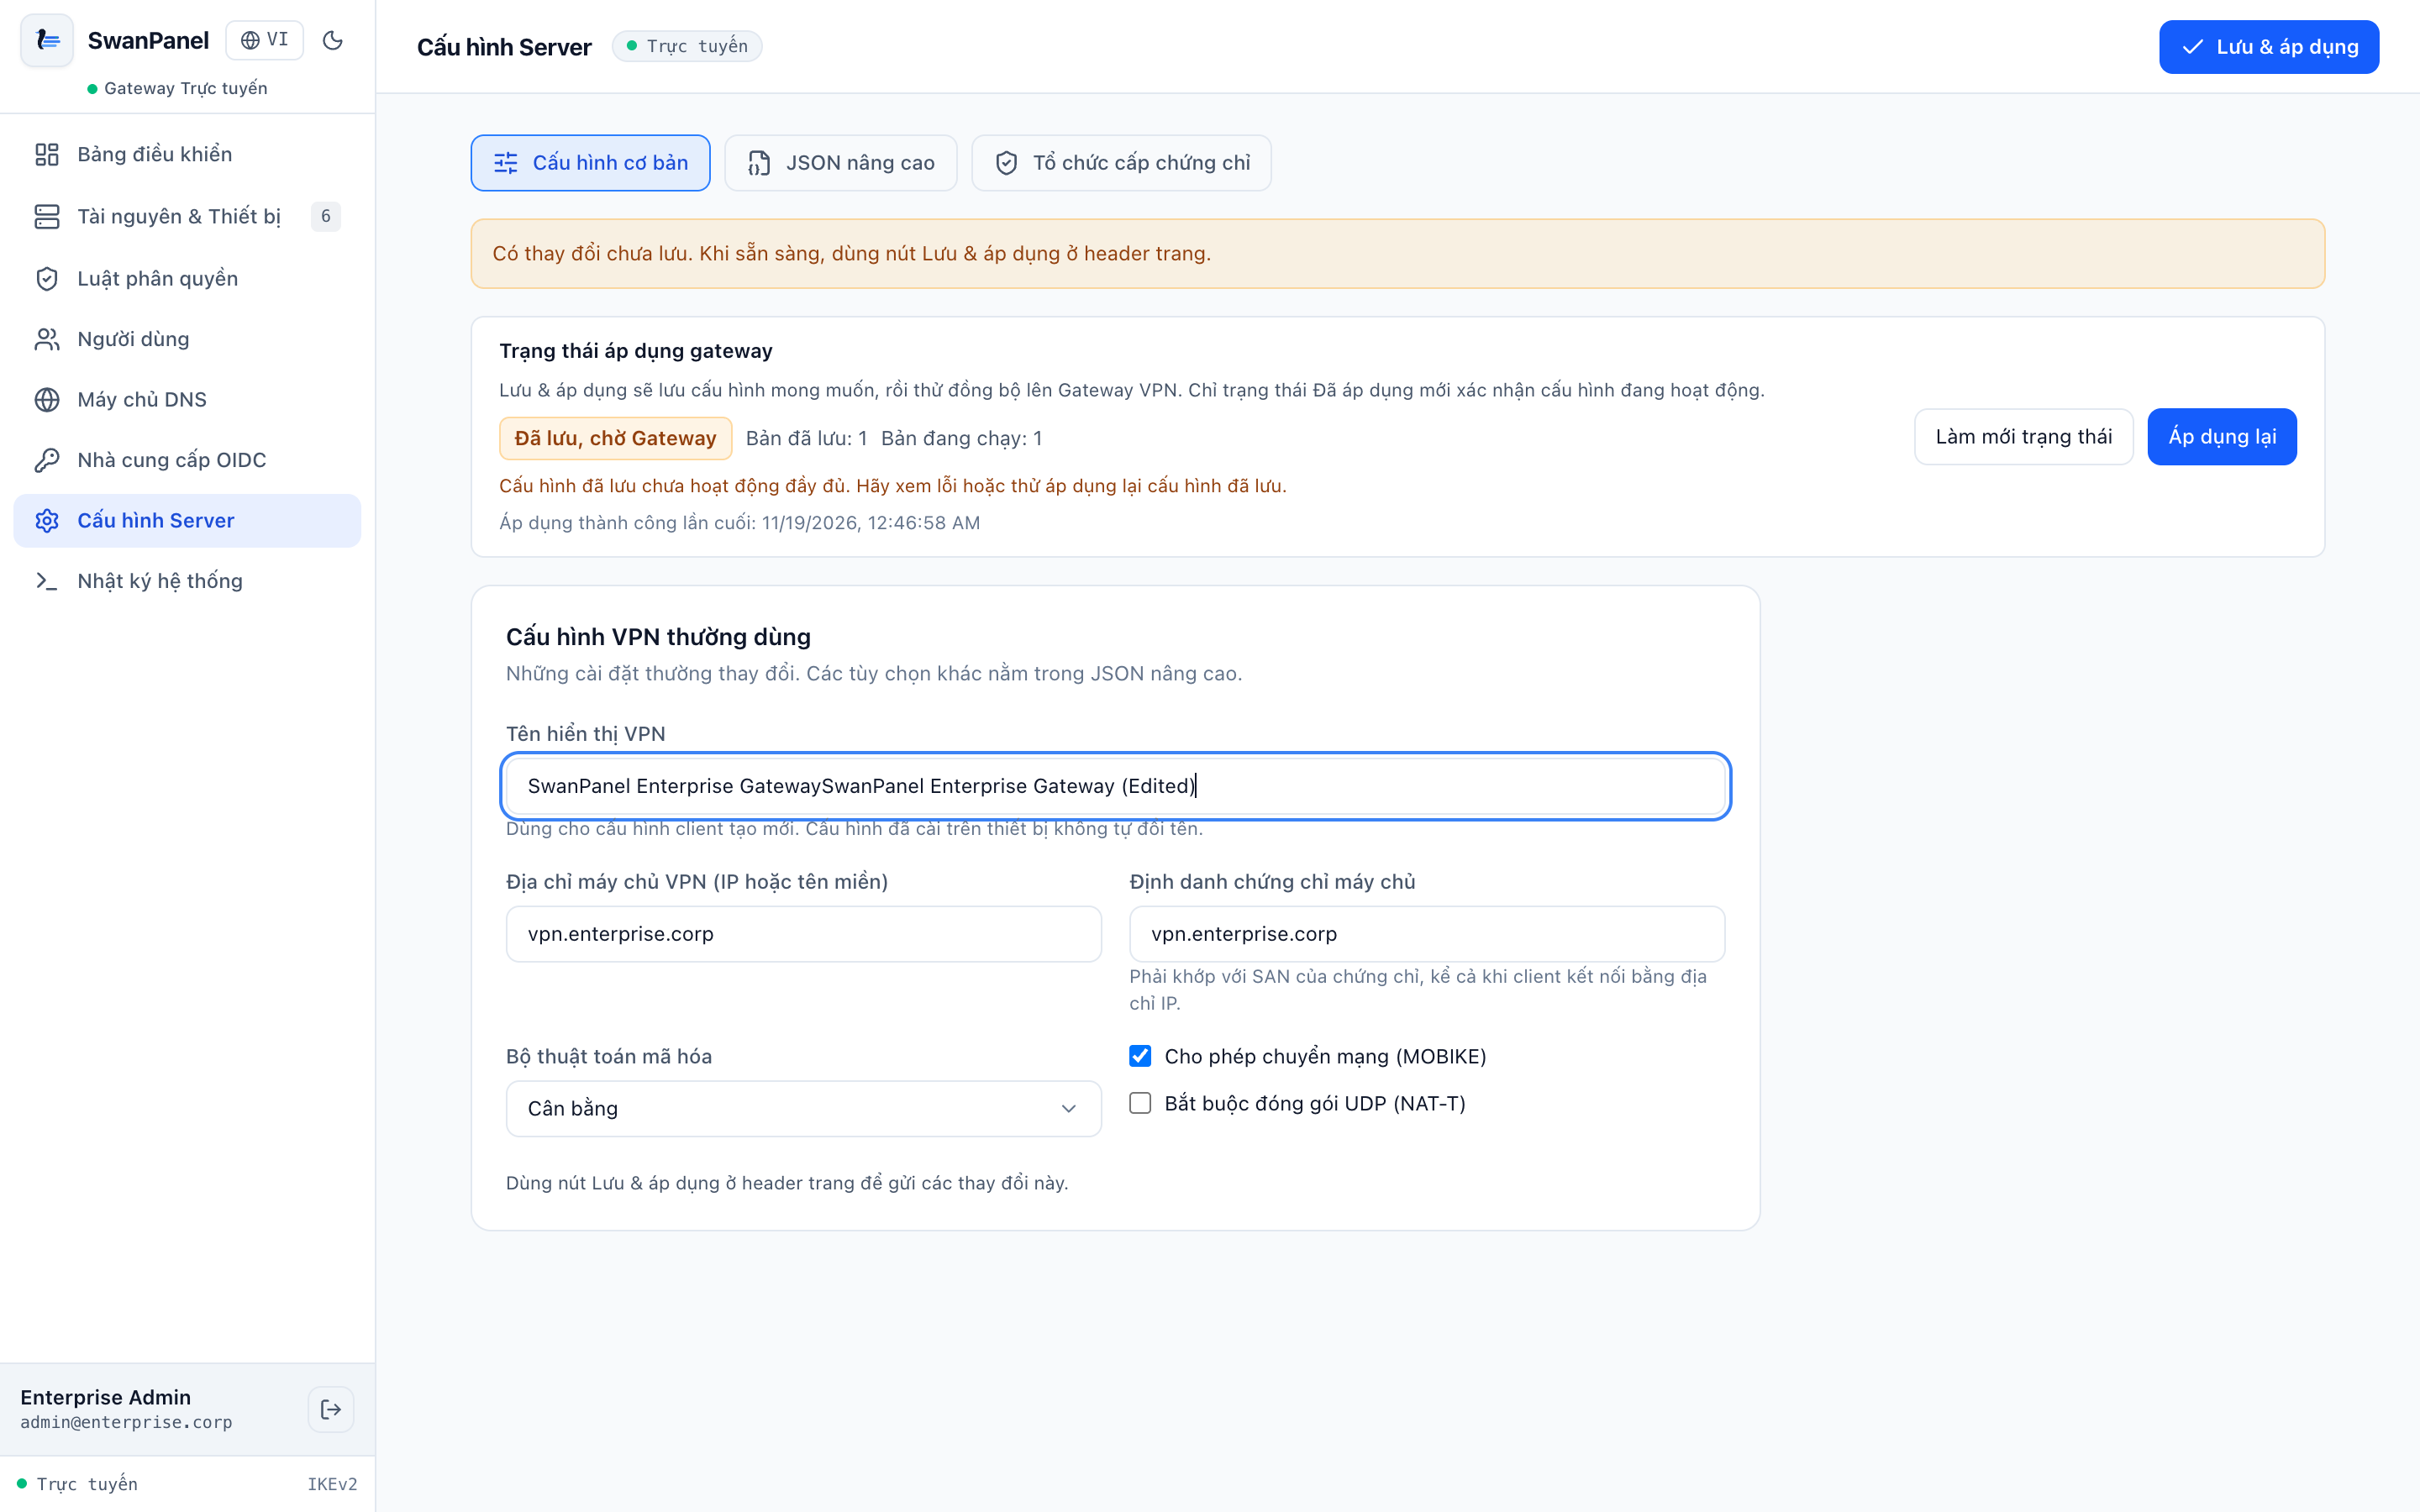 SwanPanel
VI
Gateway Trực tuyến
Bảng điều khiển
Tài nguyên & Thiết bị 6
Luật phân quyền
Người dùng
Máy chủ DNS
Nhà cung cấp OIDC
Cấu hình Server
Nhật ký hệ thống
Enterprise Admin
admin@enterprise.corp
Trực tuyến IKEv2
Cấu hình Server
Trực tuyến
Lưu & áp dụng
Cấu hình cơ bản
JSON nâng cao
Tổ chức cấp chứng chỉ
Có thay đổi chưa lưu. Khi sẵn sàng, dùng nút Lưu & áp dụng ở header trang.
Trạng thái áp dụng gateway
Lưu & áp dụng sẽ lưu cấu hình mong muốn, rồi thử đồng bộ lên Gateway VPN. Chỉ trạng thái Đã áp dụng mới xác nhận cấu hình đang hoạt động.
Đã lưu, chờ Gateway Bản đã lưu: 1 Bản đang chạy: 1
Làm mới trạng thái
Áp dụng lại
Cấu hình đã lưu chưa hoạt động đầy đủ. Hãy xem lỗi hoặc thử áp dụng lại cấu hình đã lưu.
Áp dụng thành công lần cuối: 11/19/2026, 12:46:58 AM
Cấu hình VPN thường dùng
Những cài đặt thường thay đổi. Các tùy chọn khác nằm trong JSON nâng cao.
Tên hiển thị VPN
SwanPanel Enterprise GatewaySwanPanel Enterprise Gateway (Edited)
Dùng cho cấu hình client tạo mới. Cấu hình đã cài trên thiết bị không tự đổi tên.
Địa chỉ máy chủ VPN (IP hoặc tên miền)
vpn.enterprise.corp
Định danh chứng chỉ máy chủ
vpn.enterprise.corp
Phải khớp với SAN của chứng chỉ, kể cả khi client kết nối bằng địa
chỉ IP.
Bộ thuật toán mã hóa
Cân bằng
Cho phép chuyển mạng (MOBIKE)
Bắt buộc đóng gói UDP (NAT-T)
Dùng nút Lưu & áp dụng ở header trang để gửi các thay đổi này.